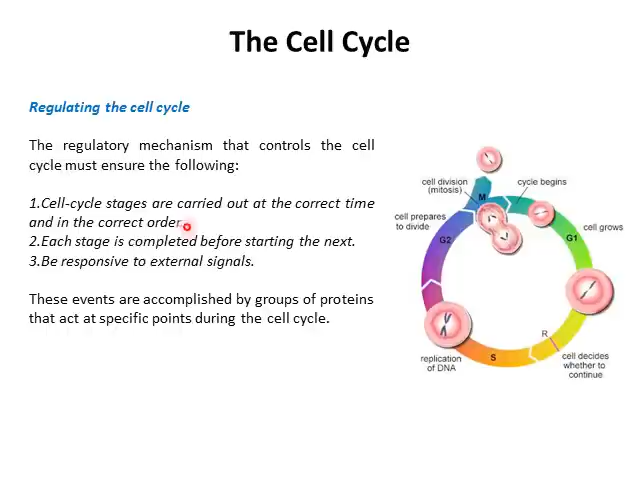 The Cell Cycle
Regulating the cell cycle
The regulatory mechanism that controls the cell
cycle must ensure the following:
1.Cell-cycle stages are carried out at the correct time
and in the correct order.
2.Each stage is completed before starting the next.
3.Be responsive to external signals.
These events are accomplished by groups of proteins
that act at specific points during the cell cycle.
cell division
(mitosis)
cycle begins
M
cell prepares
to divide
G2
G1
cell grows
R
S
replication
of DNA
cell decides
whether to
continue